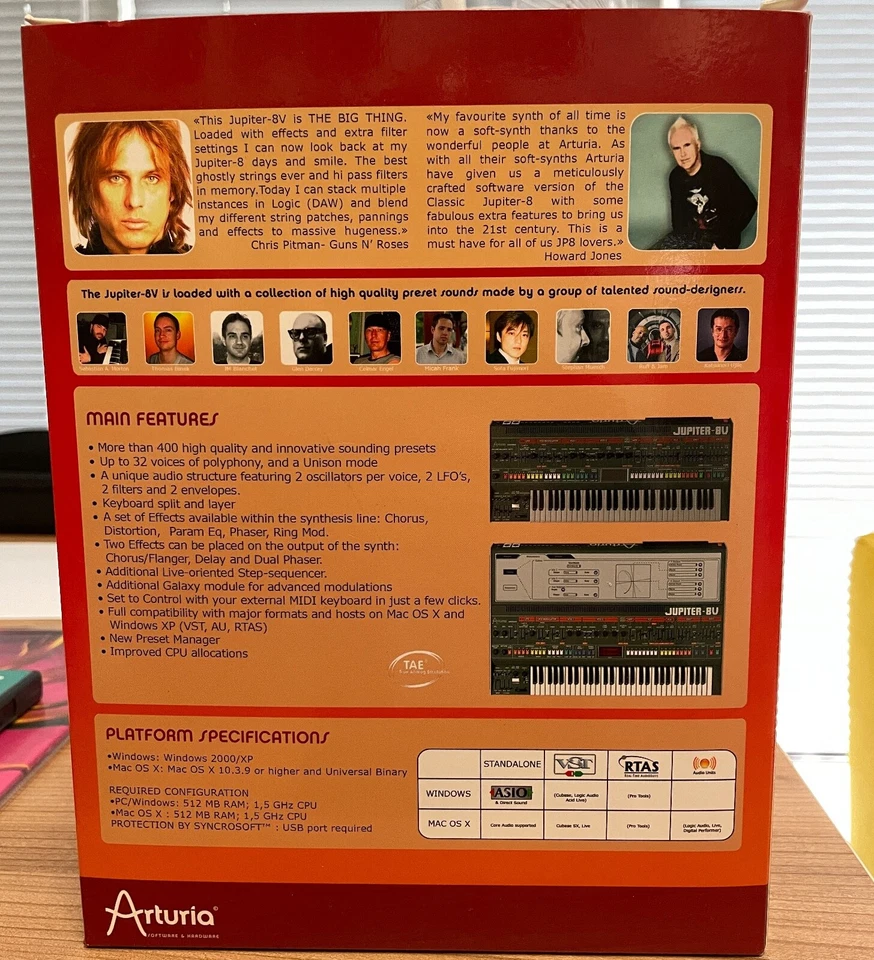 «This Jupiter-8V is THE BIG THING.
Loaded with effects and extra filter
settings I can now look back at my
Jupiter-8 days and smile. The best
ghostly strings ever and hi pass filters
in memory.Today I can stack multiple
instances in Logic (DAW) and blend
my different string patches, pannings
and effects to massive hugeness.»
Chris Pitman- Guns N' Roses
«My favourite synth of all time is
now a soft-synth thanks to the
wonderful people at Arturia. As
with all their soft-synths Arturia
have given us a meticulously
crafted software version of the
Classic Jupiter-8 with some
fabulous extra features to bring us
into the 21st century. This is a
must have for all of us JP8 lovers.»
Howard Jones
The Jupiter-8V is loaded with a collection of high quality preset sounds made by a group of talented sound-designers.
JM Blanchet
Celmar Engel
Micah Frank
MAIN FEATURES
• More than 400 high quality and innovative sounding presets
• Up to 32 voices of polyphony, and a Unison mode
• A unique audio structure featuring 2 oscillators per voice, 2 LFO's,
2 filters and 2 envelopes.
• Keyboard split and layer
• A set of Effects available within the synthesis line: Chorus,
Distortion, Param Eq, Phaser, Ring Mod.
• Two Effects can be placed on the output of the synth:
Chorus/Flanger, Delay and Dual Phaser.
• Additional Live-oriented Step-sequencer.
• Additional Galaxy module for advanced modulations
• Set to Control with your external MIDI keyboard in just a few clicks.
• Full compatibility with major formats and hosts on Mac OS X and
Windows XP (VST, AU, RTAS)
• New Preset Manager
• Improved CPU allocations
TAE®
JUPITER-8V
JUPITER-8V
PLATFORM SPECIFICATIONS
•Windows: Windows 2000/XP
•Mac OS X: Mac OS X 10.3.9 or higher and Universal Binary
REQUIRED CONFIGURATION
•PC/Windows: 512 MB RAM; 1,5 GHz CPU
•Mac OS X : 512 MB RAM; 1,5 GHz CPU
PROTECTION BY SYNCROSOFT™ : USB port required
STANDALONE VST RTAS Audio Units
WINDOWS ASIO & Direct Sound (Cubase, Logic Audio Acid Live) (Pro Tools)
MAC OS X Core Audio supported Cubase SX, Live (Pro Tools) (Logic Audio, Live, Digital Performer)
Arturia©
SOFTWARE & HARDWARE